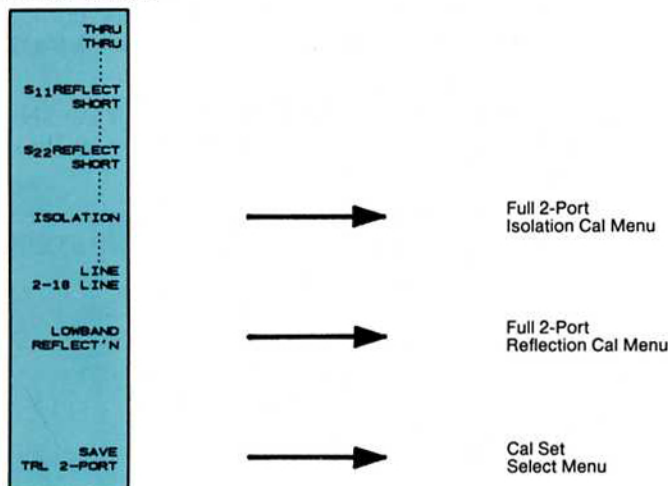 THRU
THRU
S11REFLECT
SHORT
S22REFLECT
SHORT
ISOLATION
Full 2-Port
Isolation Cal Menu
LINE
2-18 LINE
LOWBAND
REFLECT'N
Full 2-Port
Reflection Cal Menu
SAVE
TRL 2-PORT
Cal Set
Select Menu